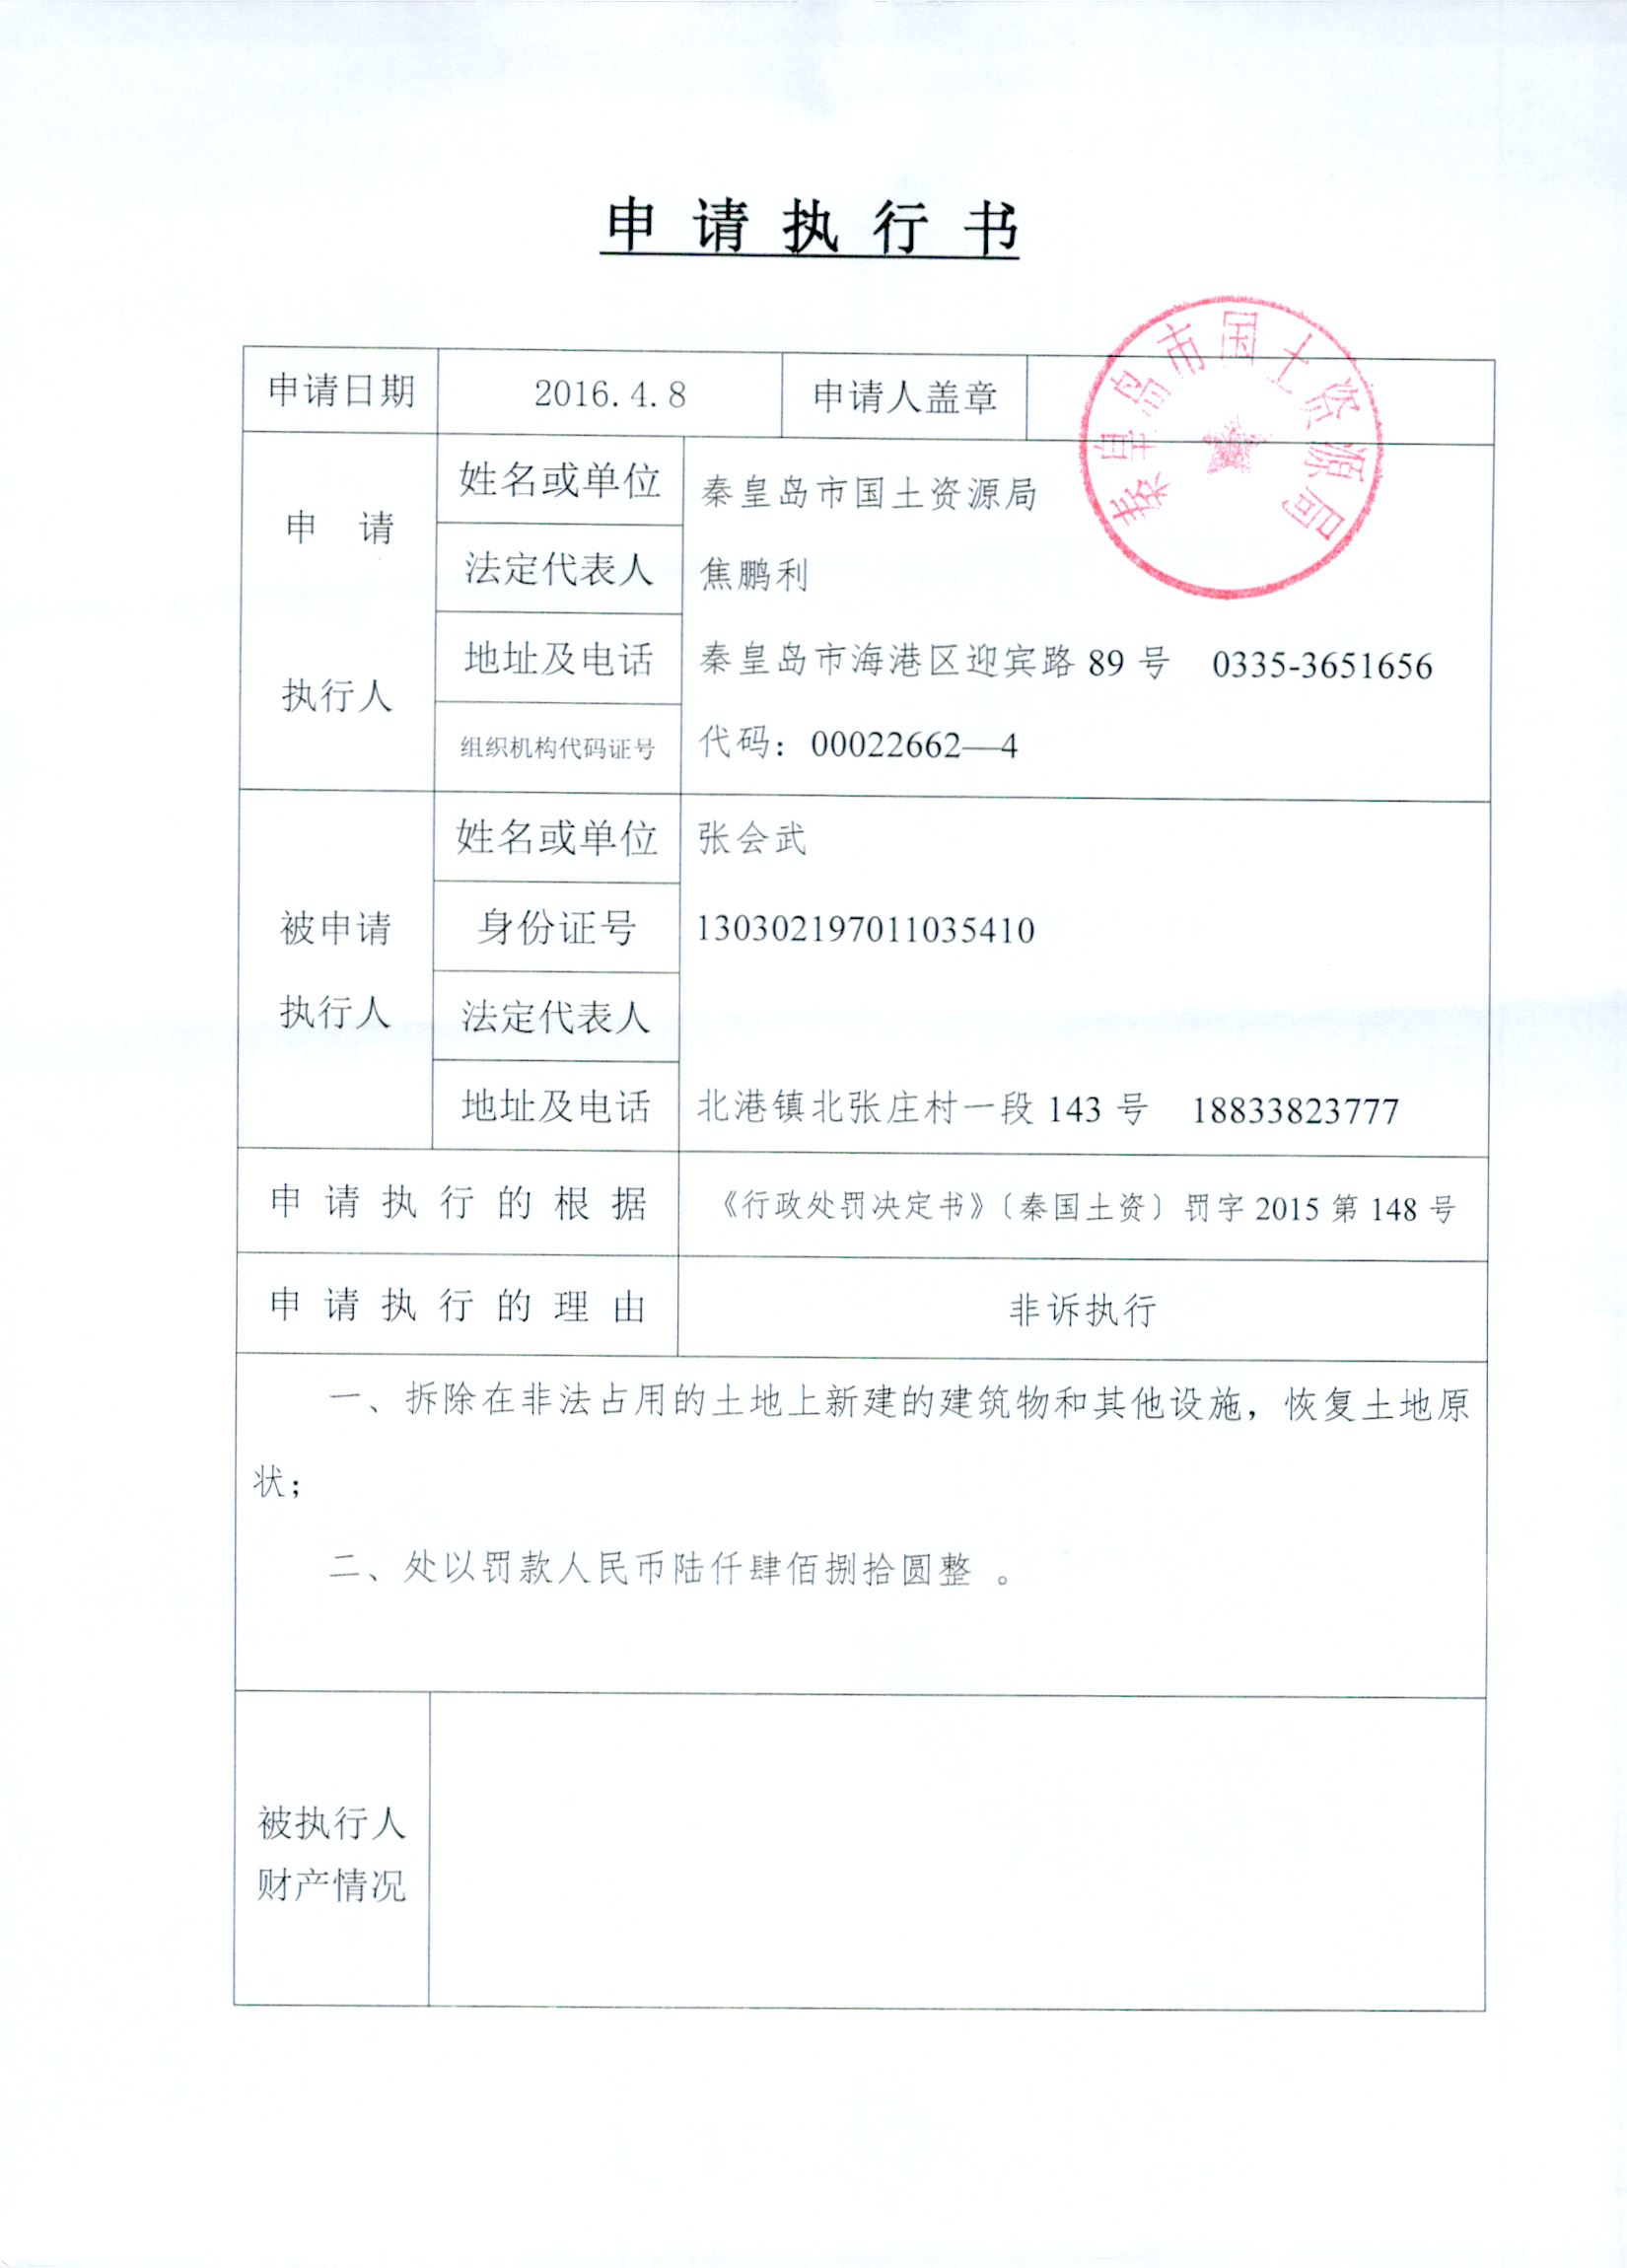 申请执行书
申请日期 2016.4.8 申请人盖章
秦皇岛市国土资源局
申 请
执行人
姓名或单位 秦皇岛市国土资源局
法定代表人 焦鹏利
地址及电话 秦皇岛市海港区迎宾路 89 号 0335-3651656
组织机构代码证号 代码：00022662—4
被申请
执行人
姓名或单位 张会武
身份证号 130302197011035410
法定代表人
地址及电话 北港镇北张庄村一段 143 号 18833823777
申请执行的根据 《行政处罚决定书》〔秦国土资〕罚字 2015 第 148 号
申请执行的理由 非诉执行
一、拆除在非法占用的土地上新建的建筑物和其他设施，恢复土地原
状；
二、处以罚款人民币陆仟肆佰捌拾圆整 。
被执行人
财产情况